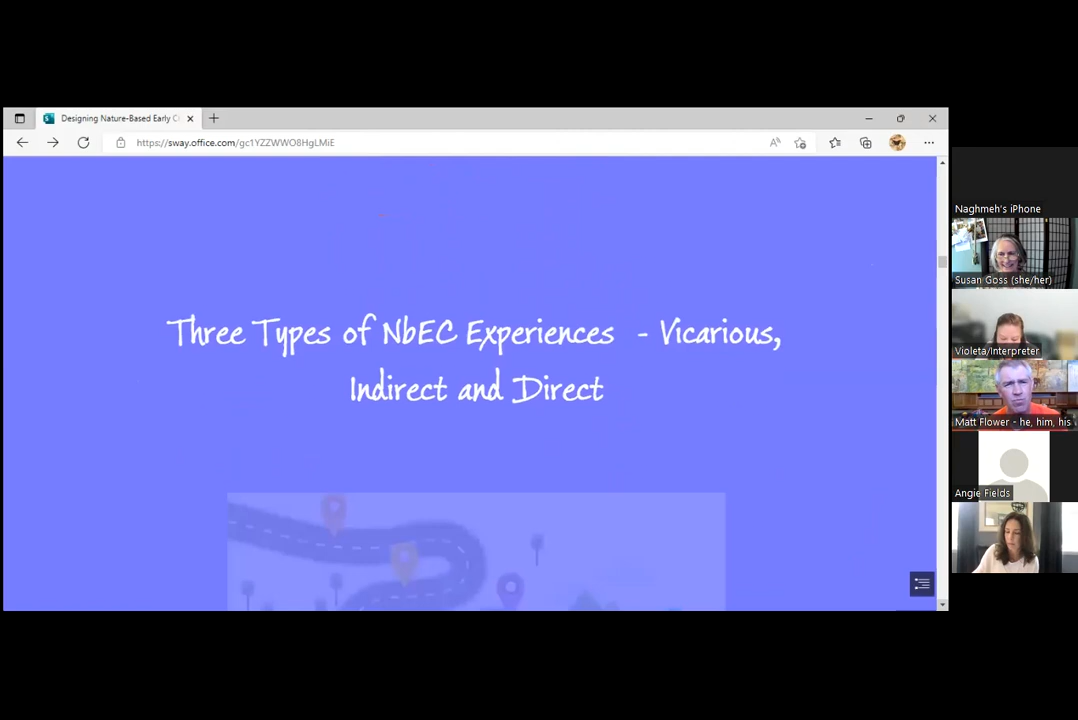 Designing Nature-Based Early C
https://sway.office.com/gc1YZZWWO8HgLMiE
Three Types of NbEC Experiences - Vicarious,
Indirect and Direct
Naghmeh's iPhone
Susan Goss (she/her)
Violeta/Interpreter
Matt Flower - he, him, his
Angie Fields